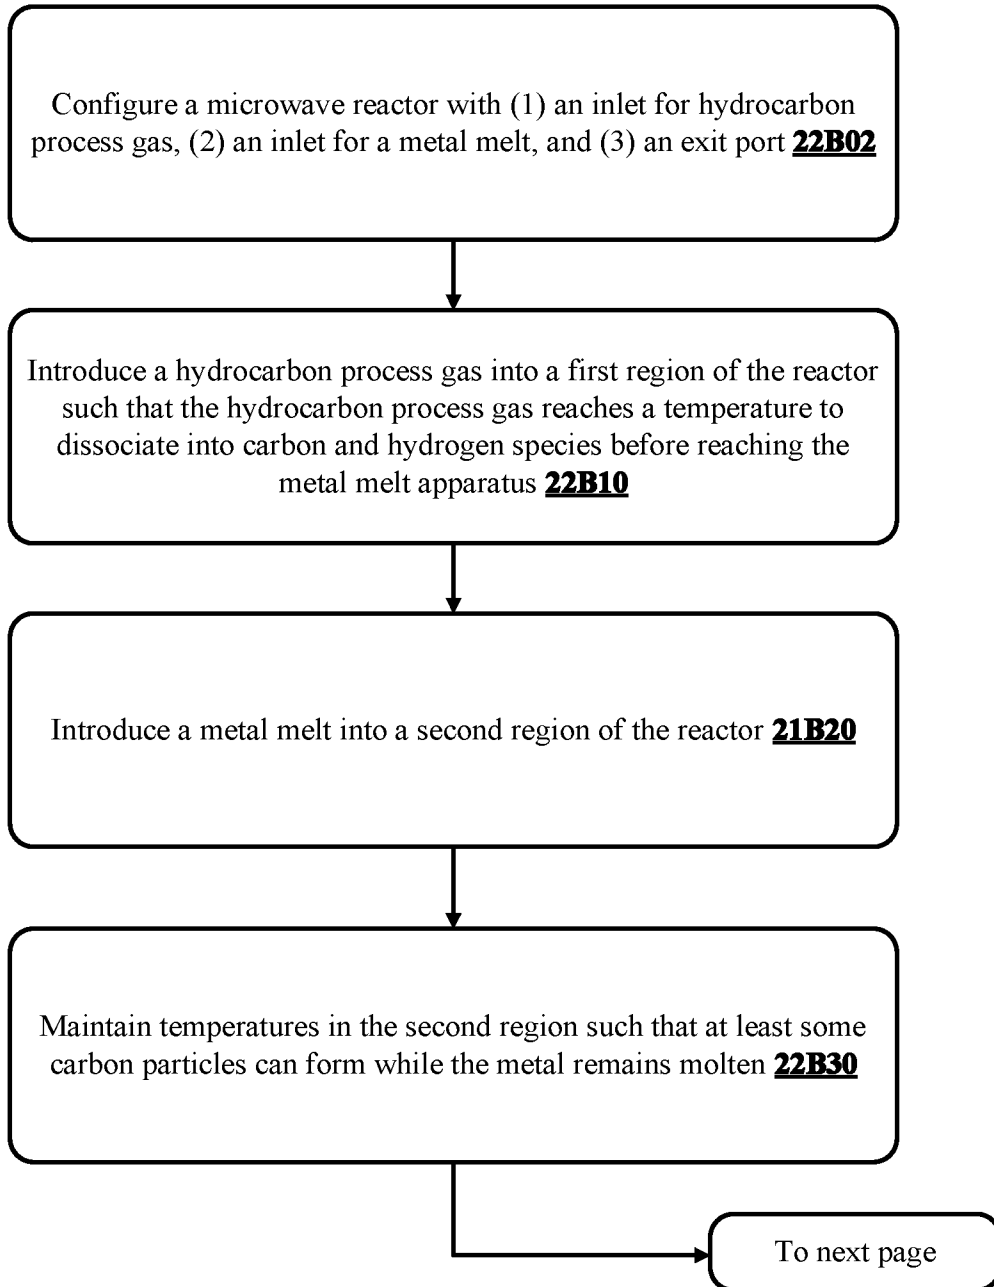 Configure a microwave reactor with (1) an inlet for hydrocarbon
process gas, (2) an inlet for a metal melt, and (3) an exit port 22B02
Introduce a hydrocarbon process gas into a first region of the reactor
such that the hydrocarbon process gas reaches a temperature to
dissociate into carbon and hydrogen species before reaching the
metal melt apparatus 22B10
Introduce a metal melt into a second region of the reactor 21B20
Maintain temperatures in the second region such that at least some
carbon particles can form while the metal remains molten 22B30
To next page